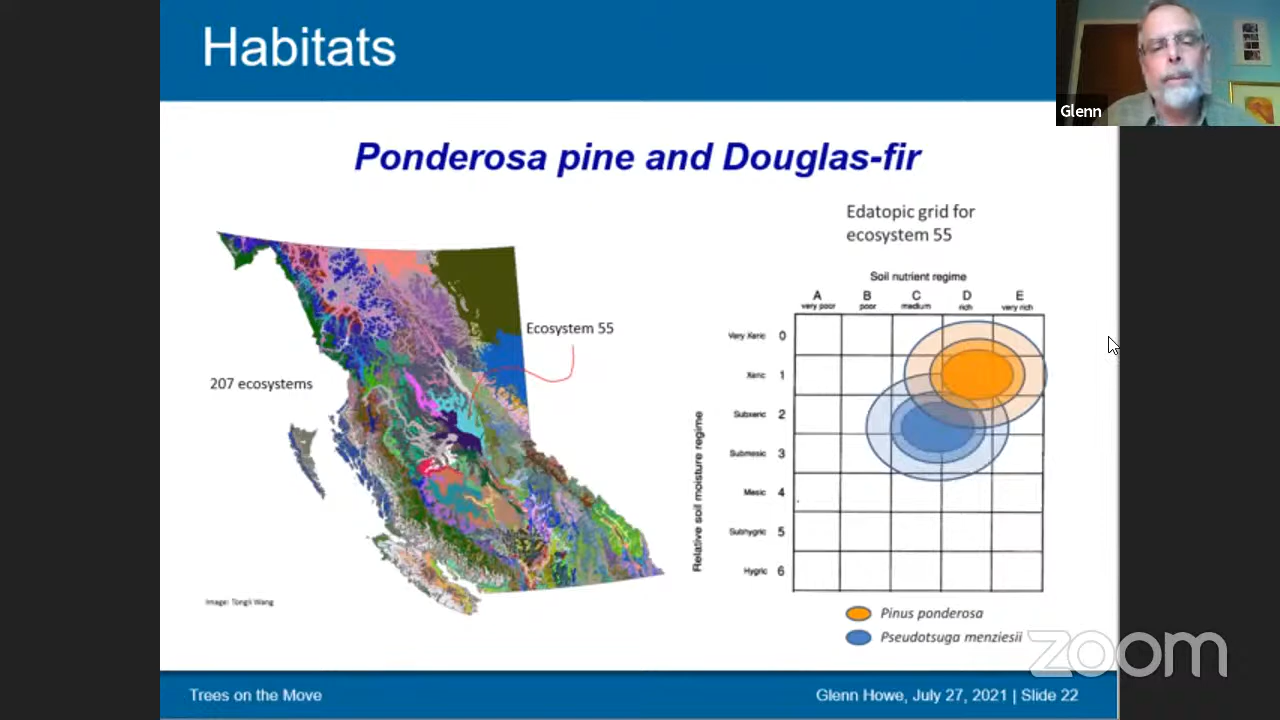 Habitats
Glenn
Ponderosa pine and Douglas-fir
Edatopic grid for
ecosystem 55
Soil nutrient regime
A B C D E
very poor poor medium rich very rich
Very Xeric 0
Xeric 1
Subxeric 2
Submesic 3
Mesic 4
Subhygric 5
Hygric 6
Relative soil moisture regime
Ecosystem 55
207 ecosystems
Image: Tongli Wang
Pinus ponderosa
Pseudotsuga menziesii
zoom
Trees on the Move
Glenn Howe, July 27, 2021 | Slide 22